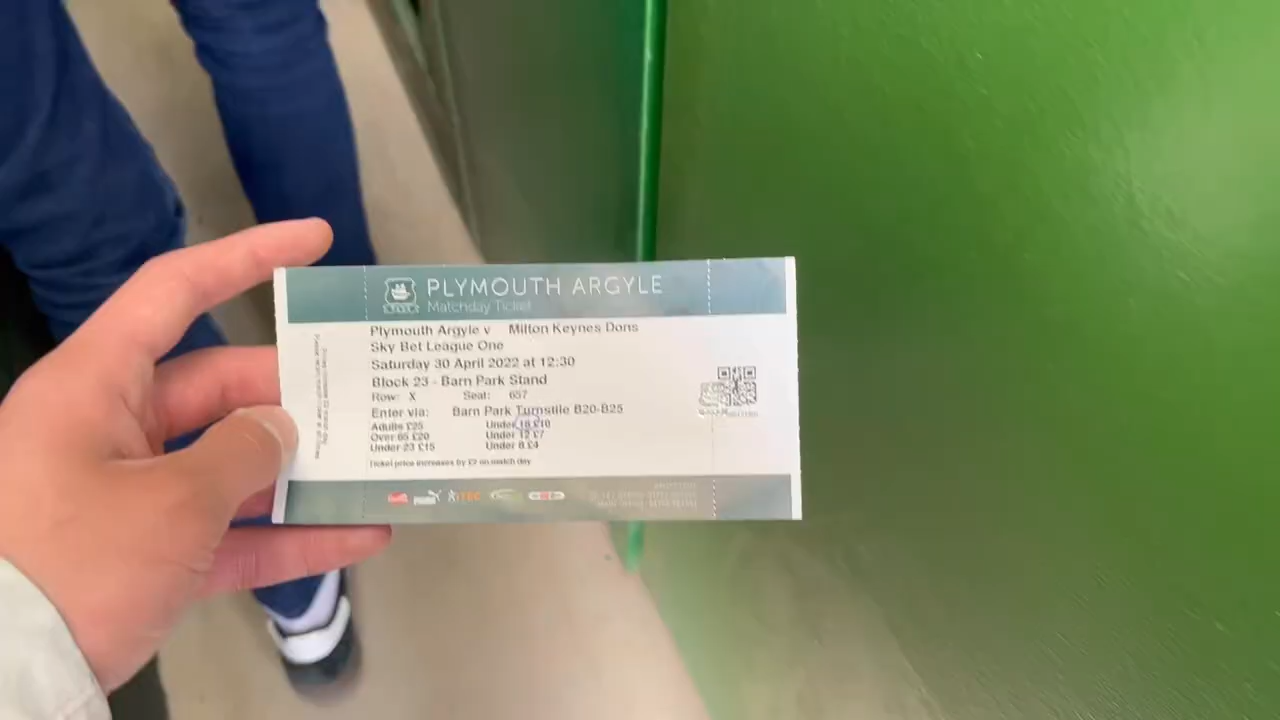 PLYMOUTH ARGYLE
Matchday Ticket
Plymouth Argyle v Milton Keynes Dons
Sky Bet League One
Saturday 30 April 2022 at 12:30
Block 23 - Barn Park Stand
Row: X Seat: 657
Enter via: Barn Park Turnstile B20-B25
Adults £25 Under 18 £10
Over 65 £20 Under 12 £7
Under 23 £15 Under 8 £4
Ticket price increases by £2 on match day
PUMA